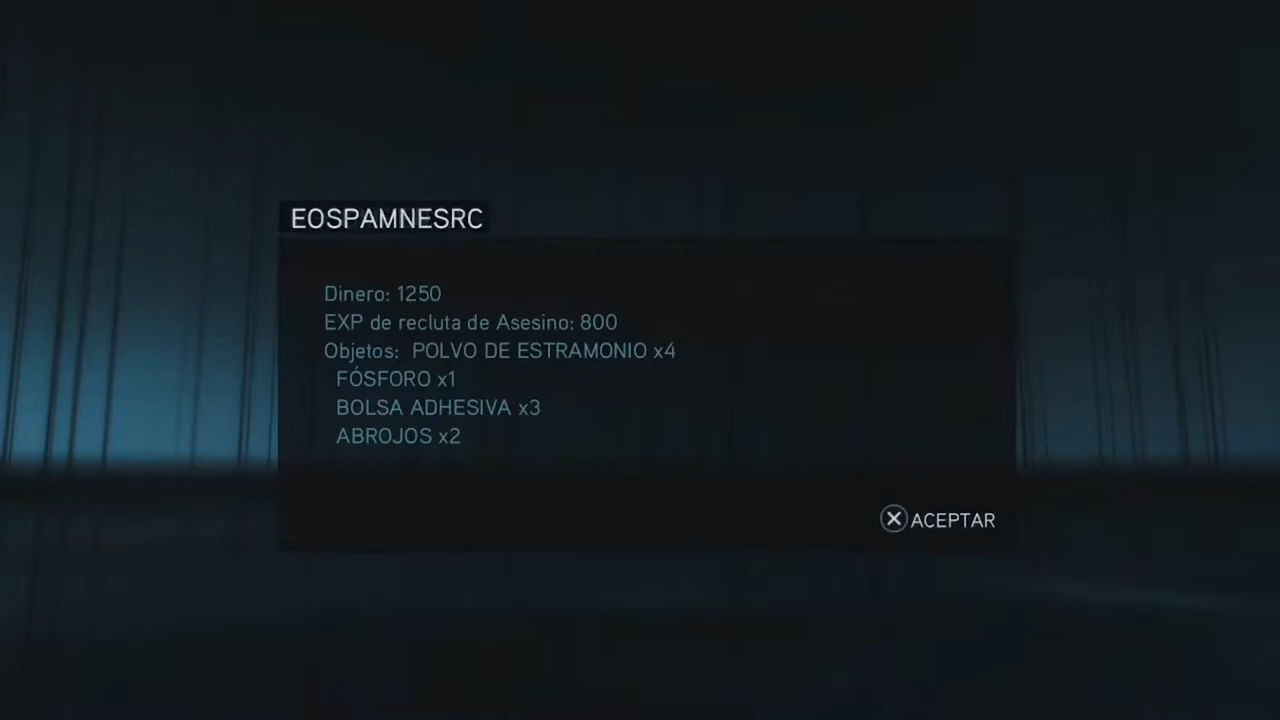 EOSPAMNESRC
Dinero: 1250
EXP de recluta de Asesino: 800
Objetos: POLVO DE ESTRAMONIO x4
FÓSFORO x1
BOLSA ADHESIVA x3
ABROJOS x2
ACEPTAR